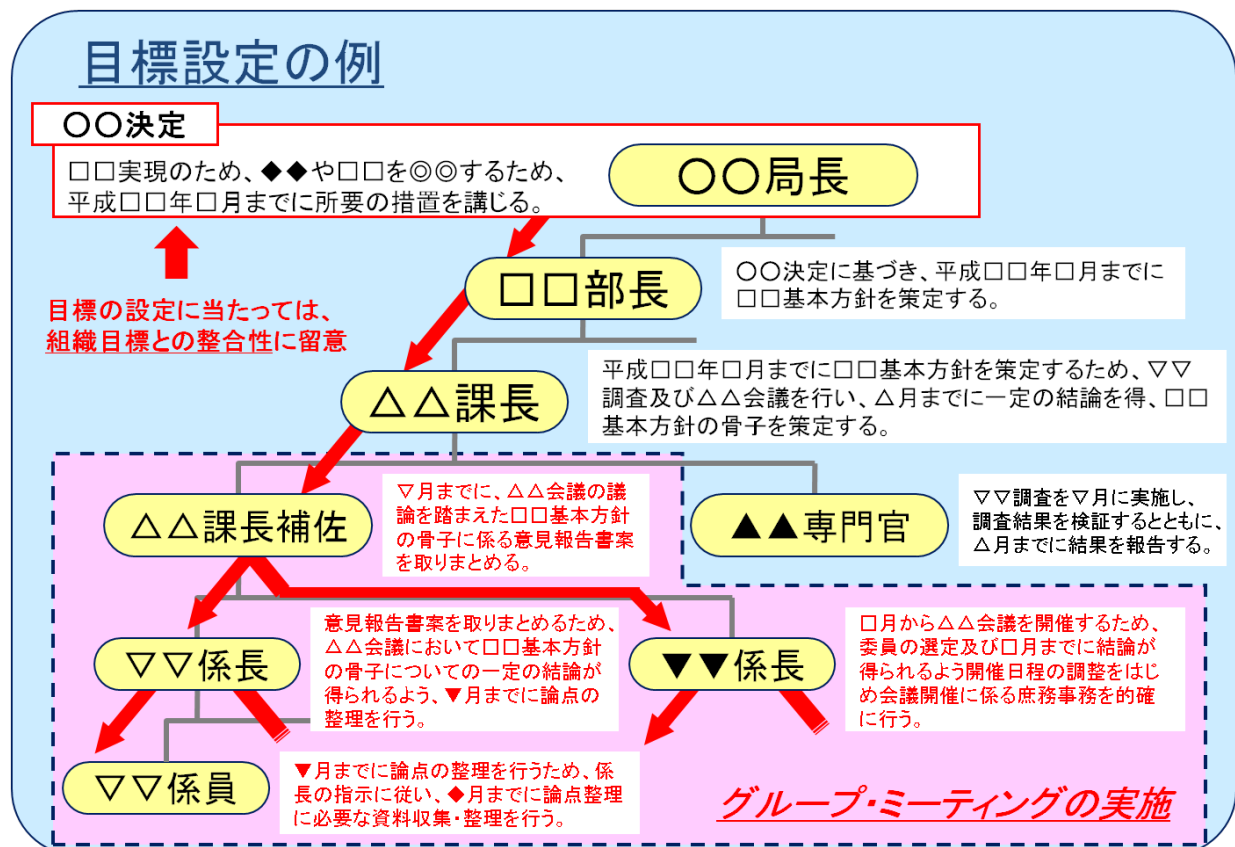 目標設定の例
〇〇決定
□□実現のため、◆◆や□□を◎◎するため、
平成□□年□月までに所要の措置を講じる。
〇〇局長
目標の設定に当たっては、
組織目標との整合性に留意
□□部長
〇〇決定に基づき、平成□□年□月までに
□□基本方針を策定する。
△△課長
平成□□年□月までに□□基本方針を策定するため、▽▽
調査及び△△会議を行い、△月までに一定の結論を得、□□
基本方針の骨子を策定する。
△△課長補佐
▽月までに、△△会議の議
論を踏まえた□□基本方針
の骨子に係る意見報告書案
を取りまとめる。
▲▲専門官
▽▽調査を▽月に実施し、
調査結果を検証するとともに、
△月までに結果を報告する。
▽▽係長
意見報告書案を取りまとめるため、
△△会議において□□基本方針
の骨子についての一定の結論が
得られるよう、▼月までに論点の
整理を行う。
▼▼係長
□月から△△会議を開催するため、
委員の選定及び□月までに結論が
得られるよう開催日程の調整をはじ
め会議開催に係る庶務事務を的確
に行う。
▽▽係員
▼月までに論点の整理を行うため、係
長の指示に従い、◆月までに論点整理
に必要な資料収集・整理を行う。
グループ・ミーティングの実施